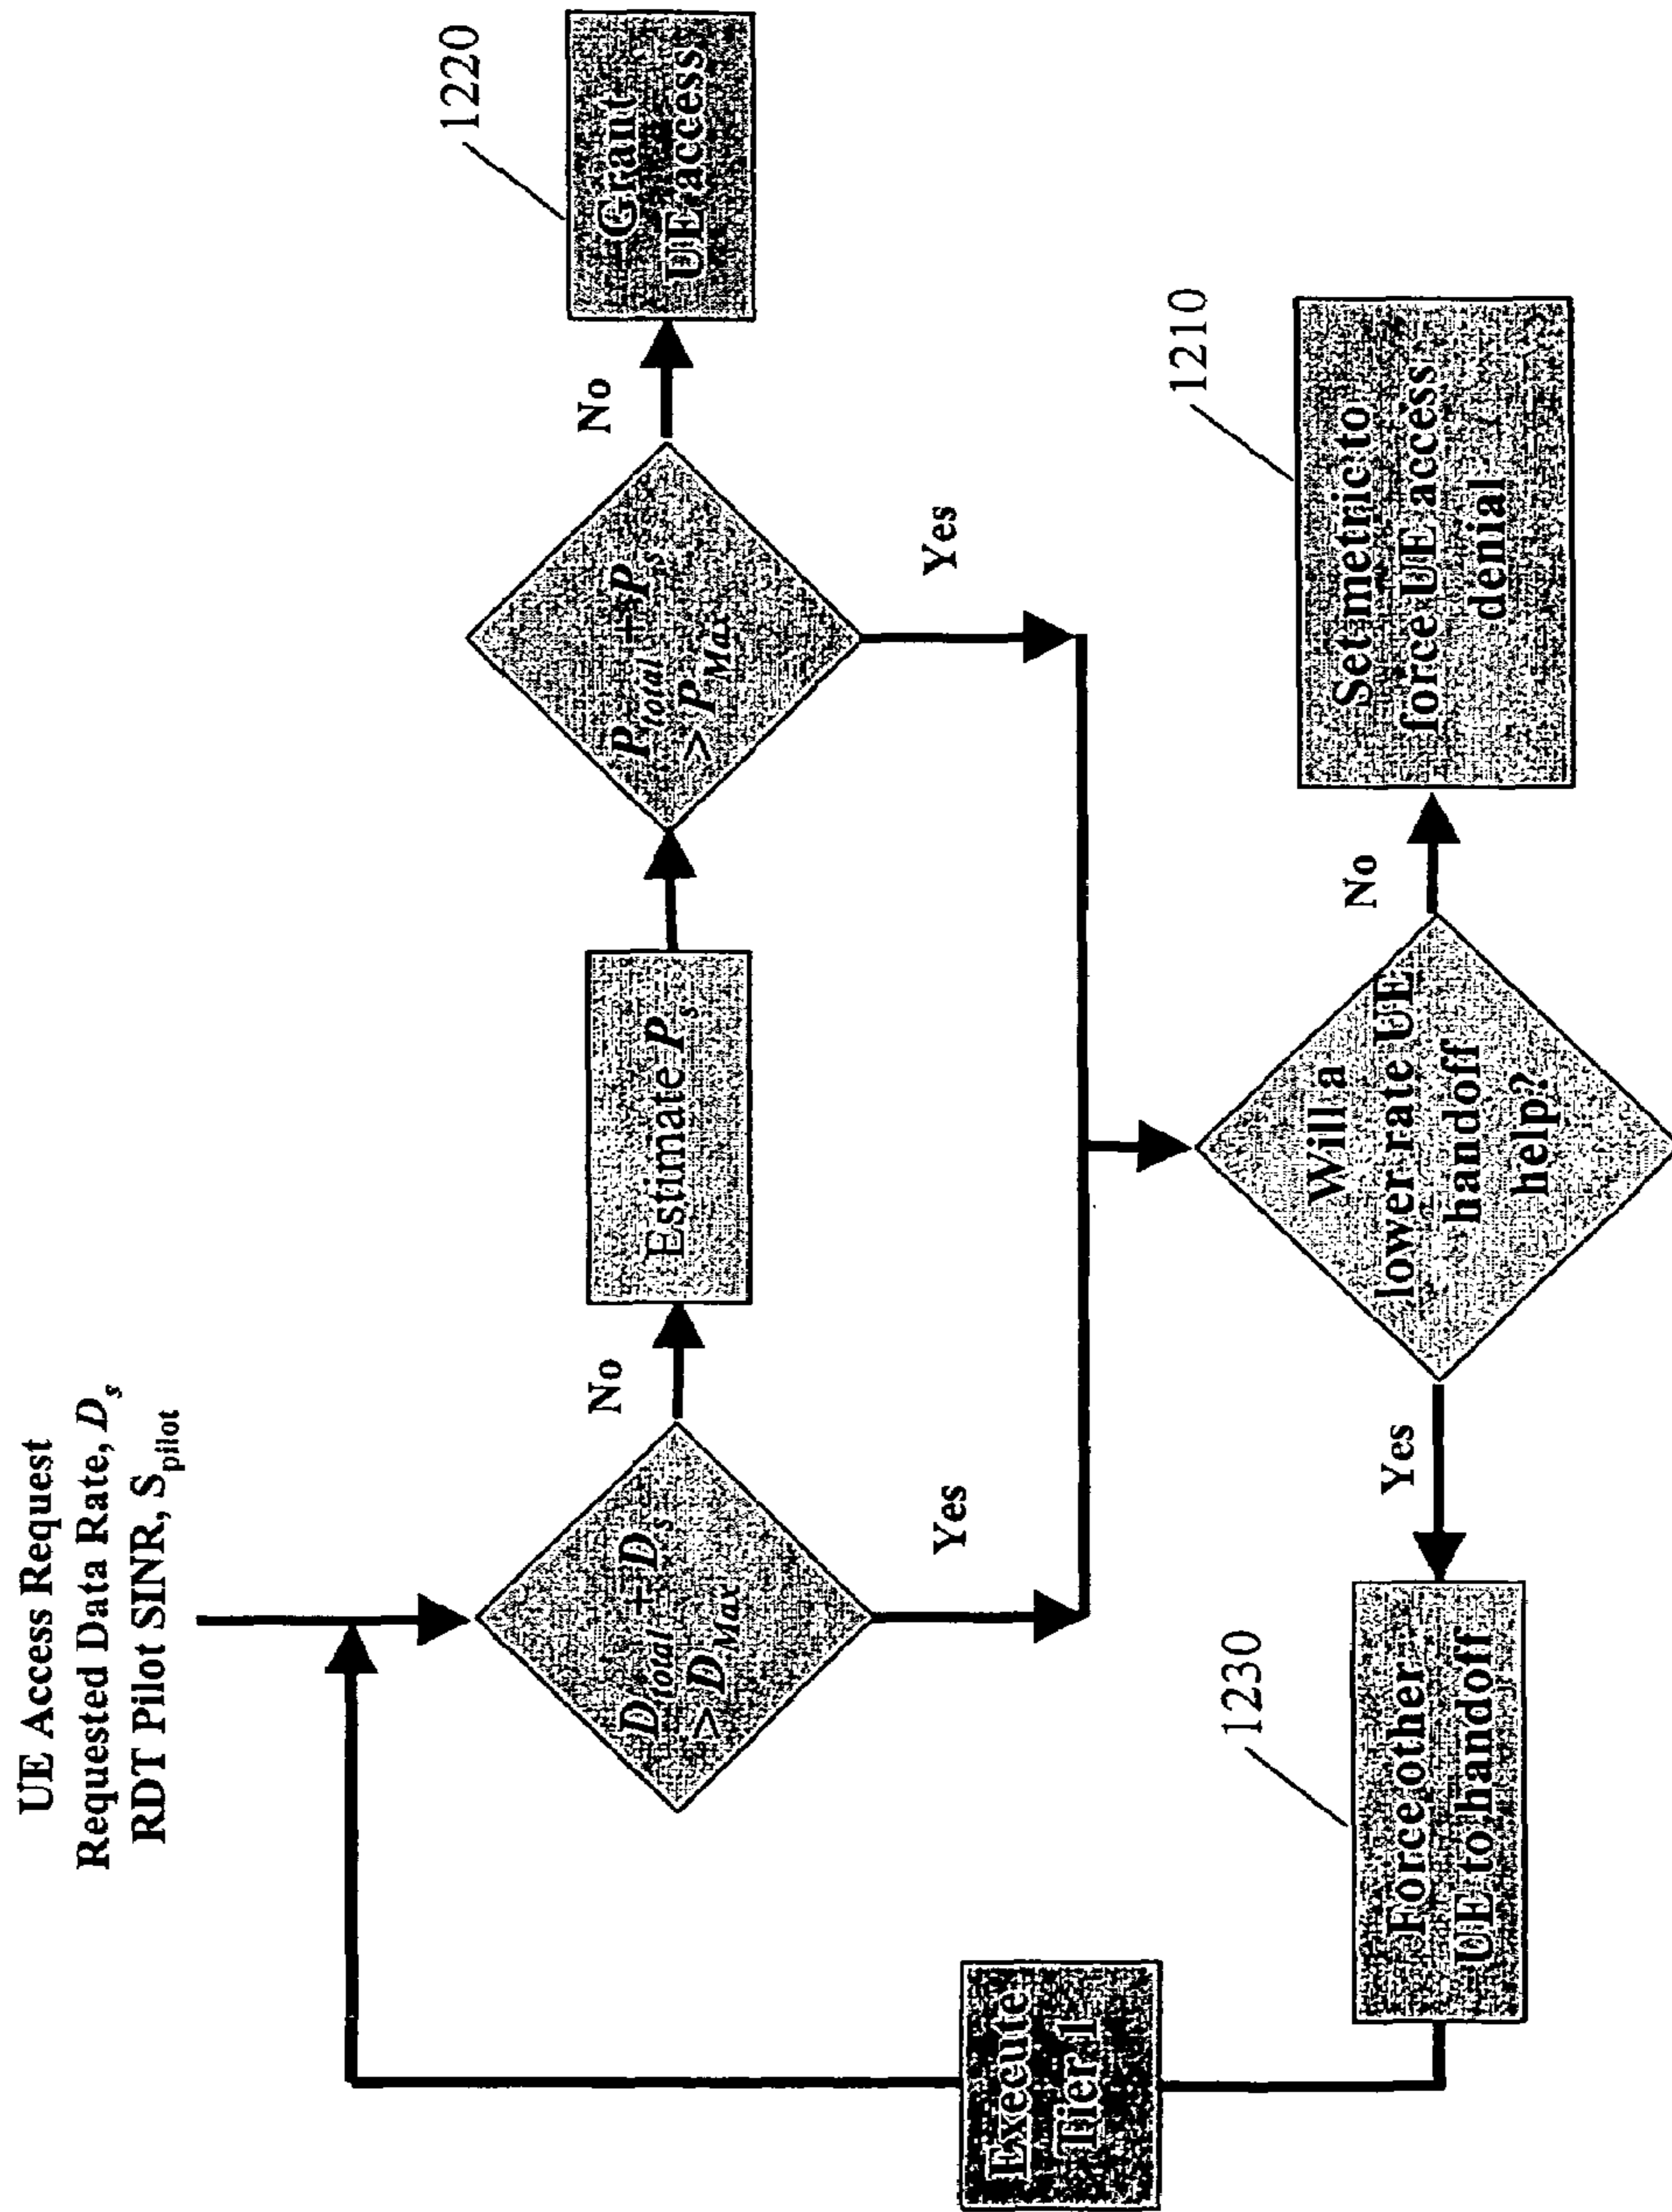 UE Access Request
Requested Data Rate, D_s
RDT Pilot SINR, S_pilot
D_total + D_s
> D_Max
No
Yes
Estimate P_s
P_total + P_s
> P_Max
No
Yes
Grant
UE access
1220
Will a
lower rate UE
handoff
help?
No
Yes
Set metric to
force UE access
denial
1210
Force other
UE to handoff
1230
Execute
Tier 1